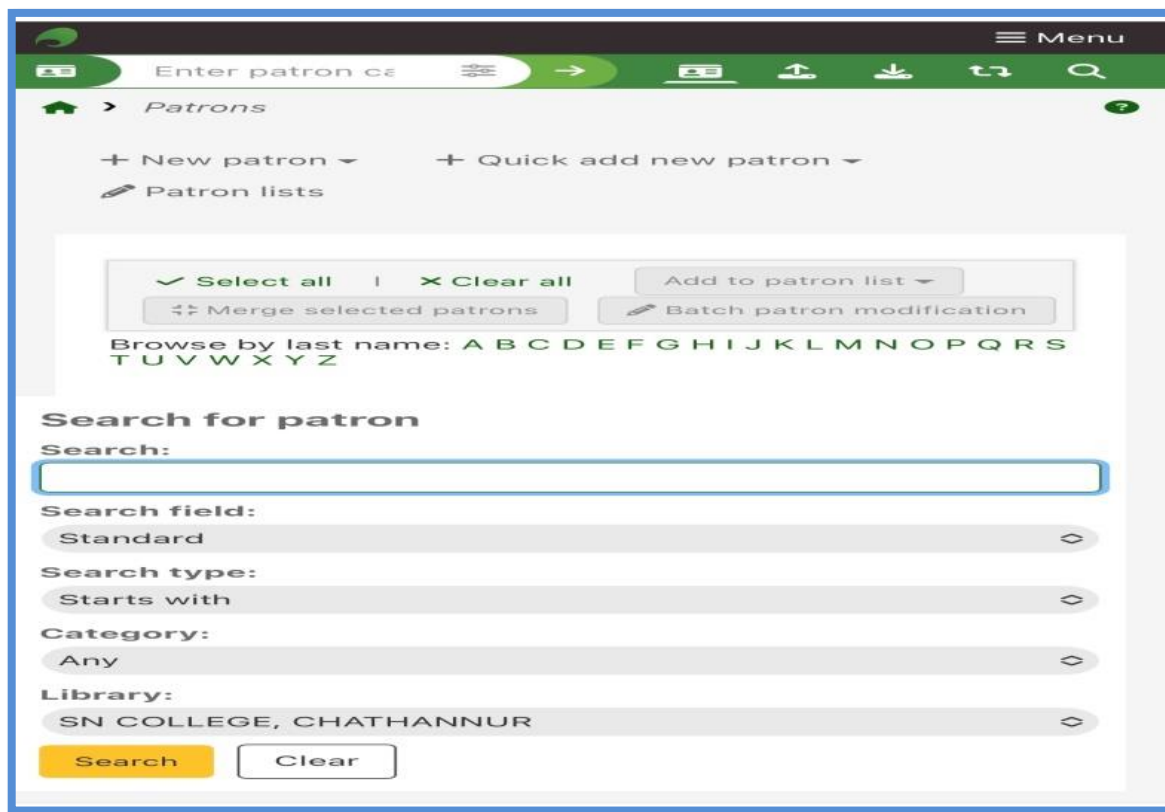 Menu
Enter patron ca
Patrons
?
+ New patron + Quick add new patron
Patron lists
Select all | Clear all Add to patron list
Merge selected patrons Batch patron modification
Browse by last name: A B C D E F G H I J K L M N O P Q R S
T U V W X Y Z
Search for patron
Search:
Search field:
Standard
Search type:
Starts with
Category:
Any
Library:
SN COLLEGE, CHATHANNUR
Search Clear